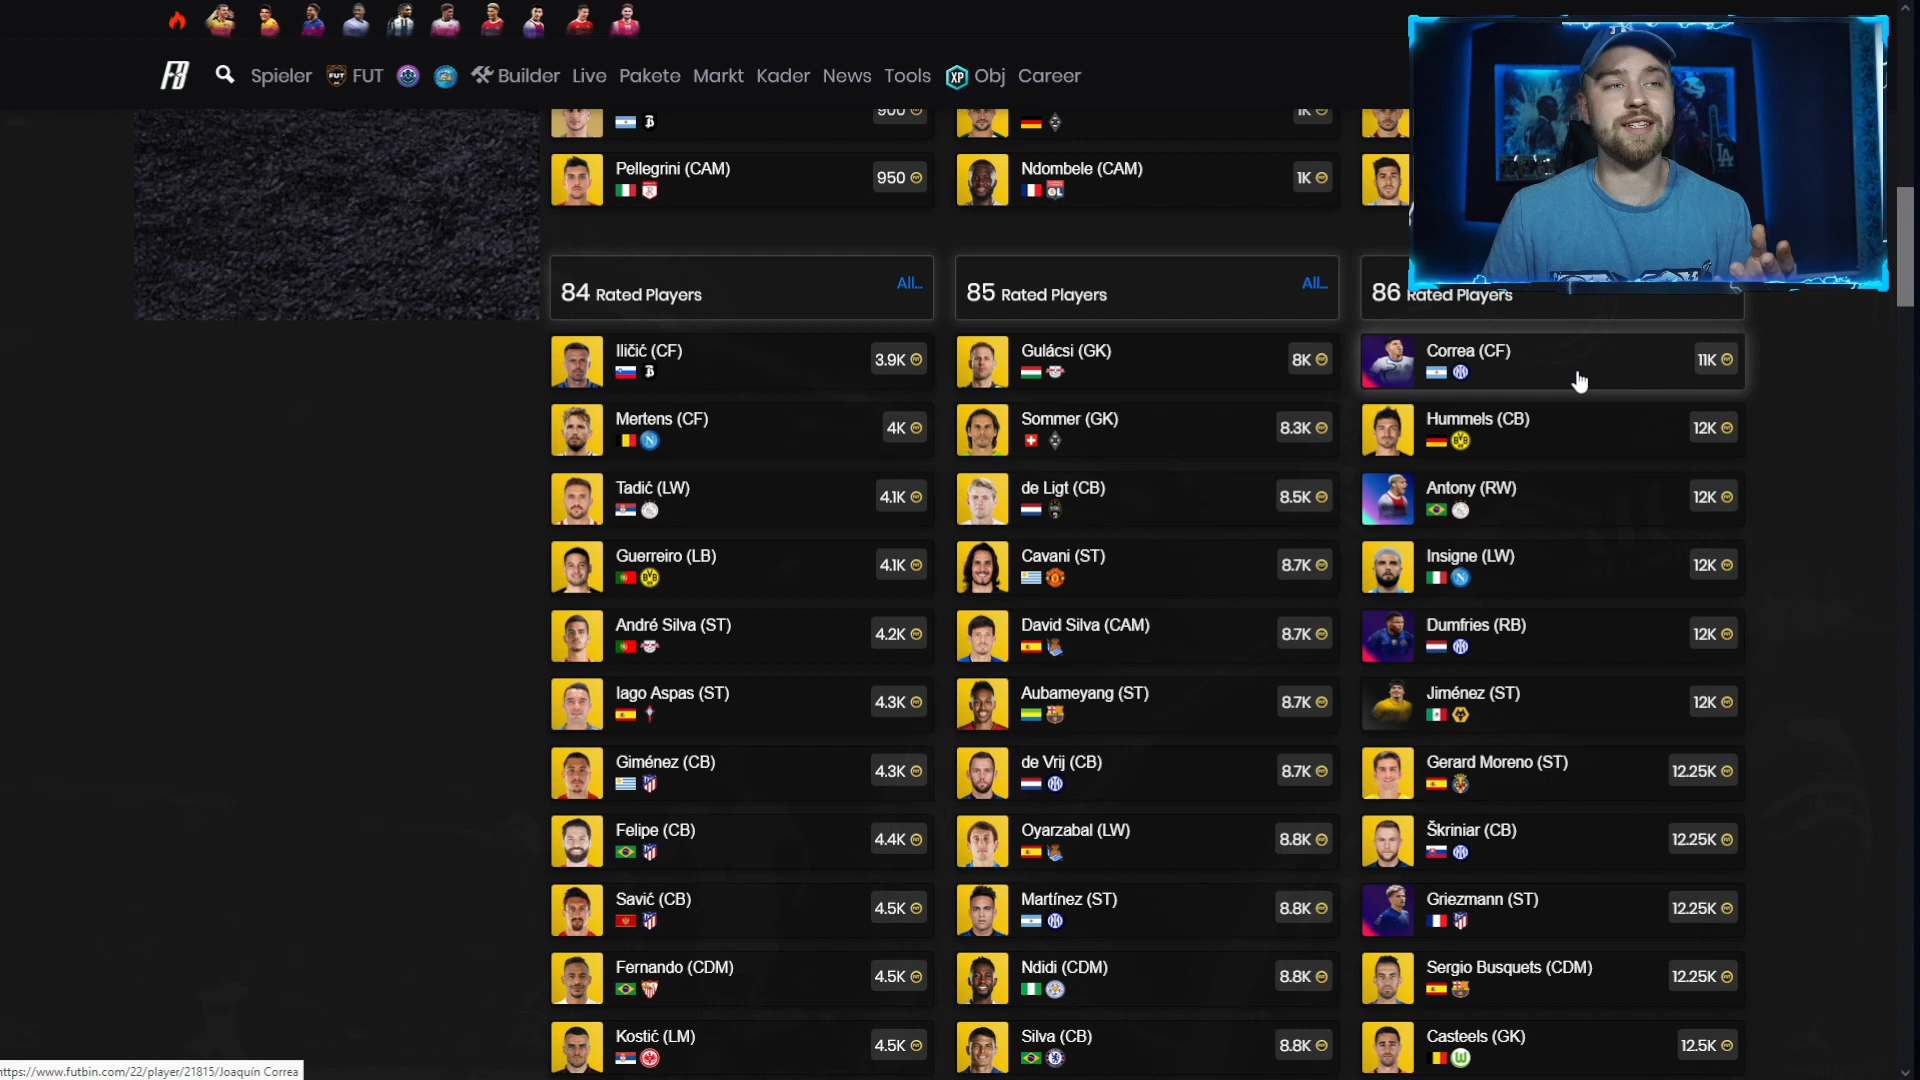 F8 Spieler FUT FUT Builder Live Pakete Markt Kader News Tools XP Obj Career
900
1K
Pellegrini (CAM) 950
Ndombele (CAM) 1K
84 Rated Players All...
85 Rated Players All...
86 Rated Players
Iličić (CF) 3.9K
Gulácsi (GK) 8K
Correa (CF) 11K
Mertens (CF) 4K
Sommer (GK) 8.3K
Hummels (CB) 12K
Tadić (LW) 4.1K
de Ligt (CB) 8.5K
Antony (RW) 12K
Guerreiro (LB) 4.1K
Cavani (ST) 8.7K
Insigne (LW) 12K
André Silva (ST) 4.2K
David Silva (CAM) 8.7K
Dumfries (RB) 12K
Iago Aspas (ST) 4.3K
Aubameyang (ST) 8.7K
Jiménez (ST) 12K
Giménez (CB) 4.3K
de Vrij (CB) 8.7K
Gerard Moreno (ST) 12.25K
Felipe (CB) 4.4K
Oyarzabal (LW) 8.8K
Škriniar (CB) 12.25K
Savić (CB) 4.5K
Martínez (ST) 8.8K
Griezmann (ST) 12.25K
Fernando (CDM) 4.5K
Ndidi (CDM) 8.8K
Sergio Busquets (CDM) 12.25K
Kostić (LM) 4.5K
Silva (CB) 8.8K
Casteels (GK) 12.5K
https://www.futbin.com/22/player/21815/Joaquín Correa